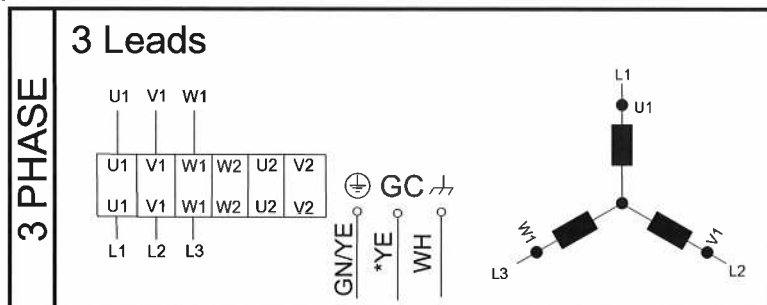 3 PHASE
3 Leads
U1 V1 W1
U1 V1 W1 W2 U2 V2
U1 V1 W1 W2 U2 V2
L1 L2 L3
GC
GN/YE *YE WH
L1
U1
W1 V1
L3 L2